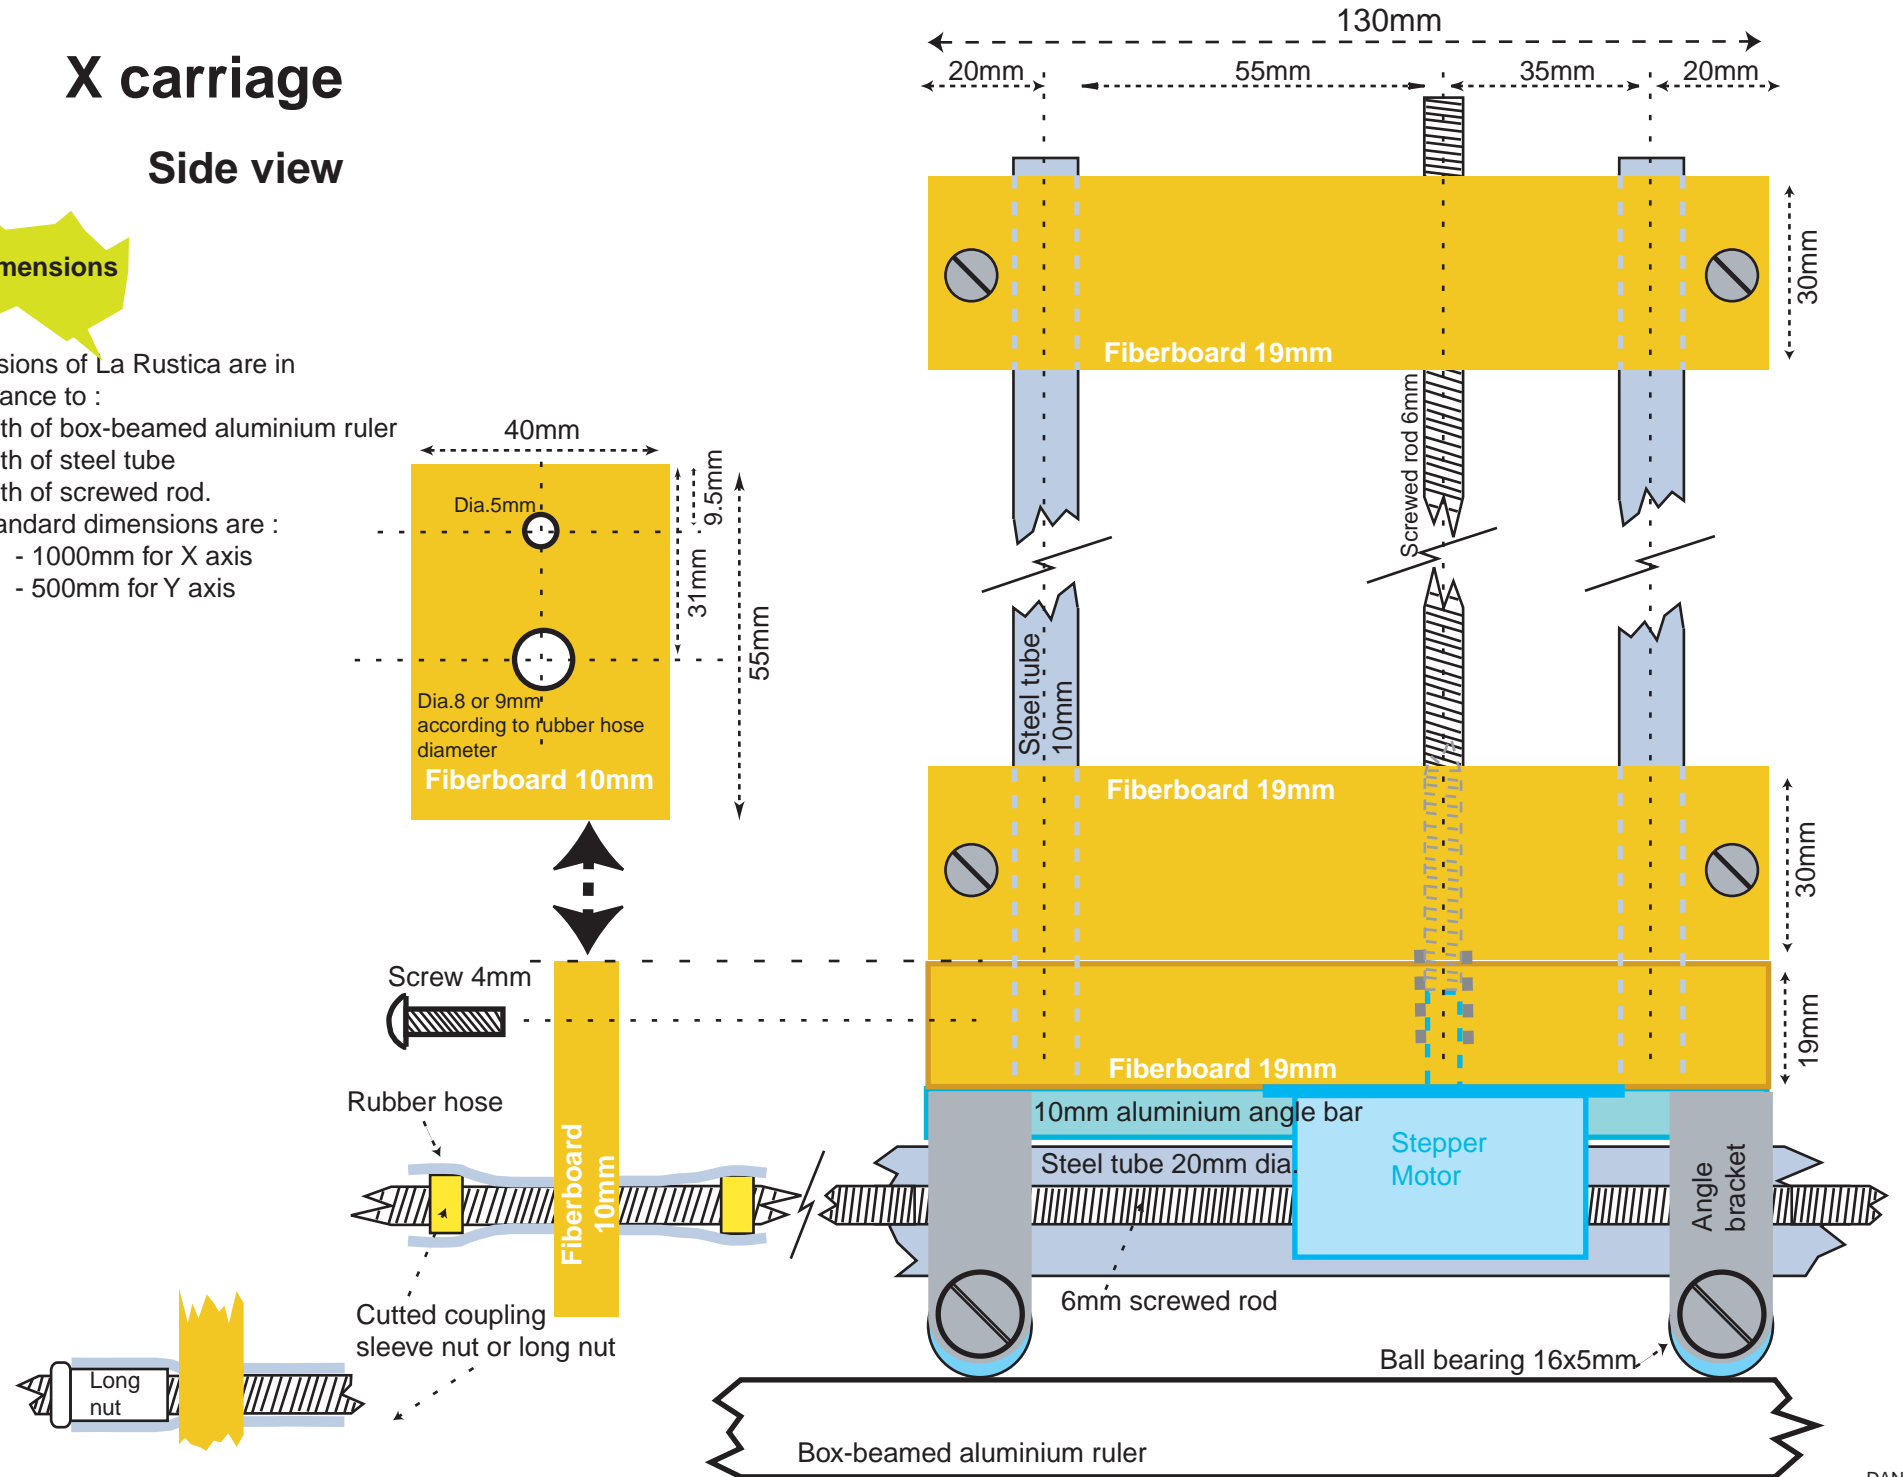 X carriage
Side view
mensions
sions of La Rustica are in
ance to :
th of box-beamed aluminium ruler
th of steel tube
th of screwed rod.
andard dimensions are :
- 1000mm for X axis
- 500mm for Y axis
130mm
20mm
55mm
35mm
20mm
30mm
Fiberboard 19mm
Screwed rod 6mm
40mm
9.5mm
Dia.5mm
31mm
55mm
Dia.8 or 9mm
according to rubber hose
diameter
Fiberboard 10mm
Steel tube
10mm
Fiberboard 19mm
30mm
Screw 4mm
19mm
Fiberboard 19mm
Rubber hose
Fiberboard
10mm
10mm aluminium angle bar
Stepper
Motor
Steel tube 20mm dia.
Angle
bracket
6mm screwed rod
Cutted coupling
sleeve nut or long nut
Ball bearing 16x5mm
Long
nut
Box-beamed aluminium ruler